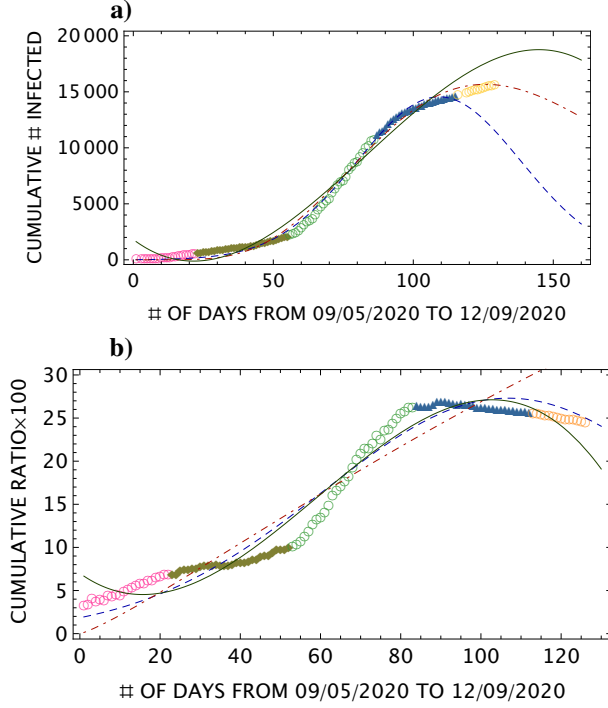 a)
CUMULATIVE # INFECTED
20 000
15 000
10 000
5000
0
0 50 100 150
# OF DAYS FROM 09/05/2020 TO 12/09/2020
b)
CUMULATIVE RATIO×100
30
25
20
15
10
5
0
0 20 40 60 80 100 120
# OF DAYS FROM 09/05/2020 TO 12/09/2020